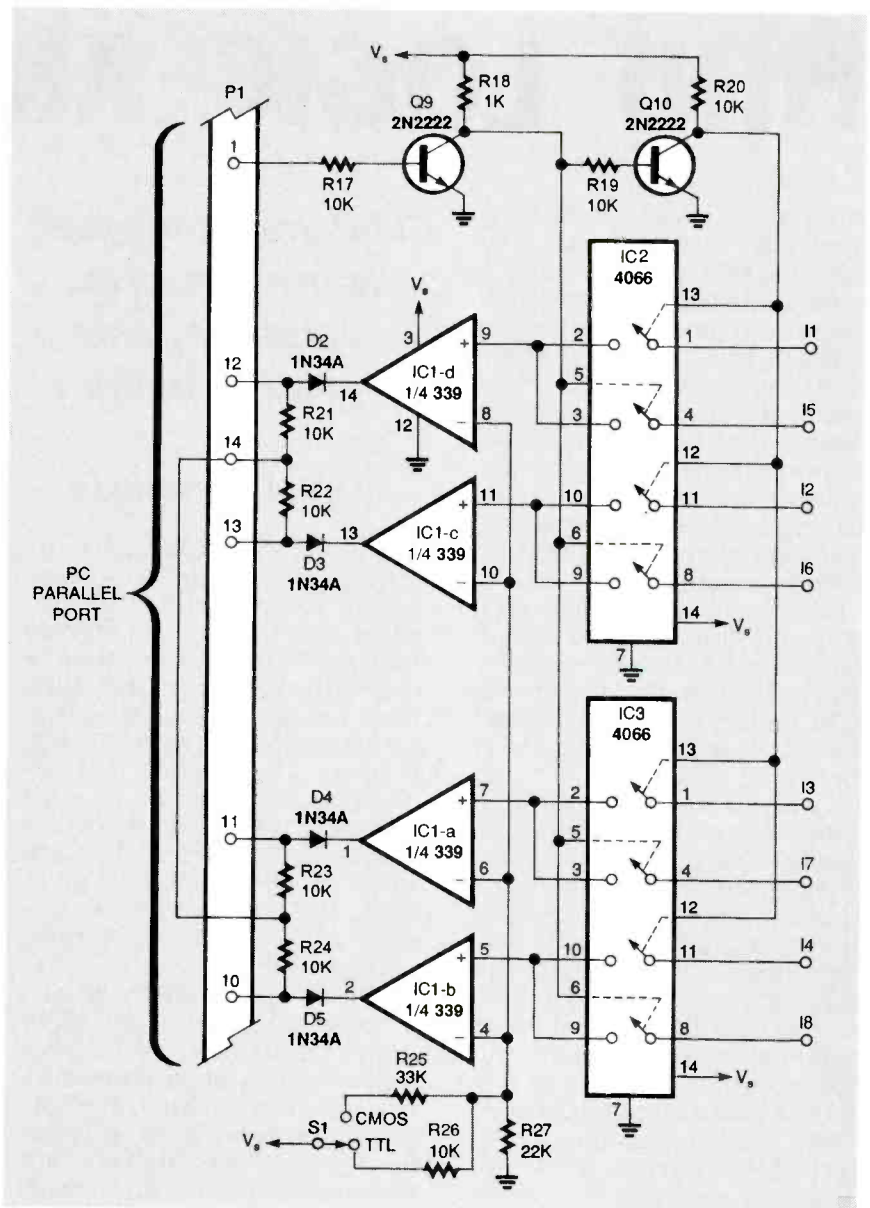 Vs
R18
1K
R20
10K
P1
Q9
2N2222
Q10
2N2222
1
R17
10K
R19
10K
IC2
4066
13
Vs
D2
1N34A
3
9
2
1
I1
12
14
IC1-d
1/4 339
+
−
5
R21
10K
12
8
3
4
I5
14
12
R22
10K
11
10
11
I2
13
13
IC1-c
1/4 339
+
−
6
D3
1N34A
10
9
8
I6
PC
PARALLEL
PORT
14
Vs
7
IC3
4066
13
D4
1N34A
7
2
1
I3
11
1
IC1-a
1/4 339
+
−
5
R23
10K
6
3
4
I7
12
R24
10K
5
10
11
I4
10
2
IC1-b
1/4 339
+
−
6
D5
1N34A
4
9
8
I8
R25
33K
14
Vs
CMOS
7
S1
Vs
TTL
R26
10K
R27
22K